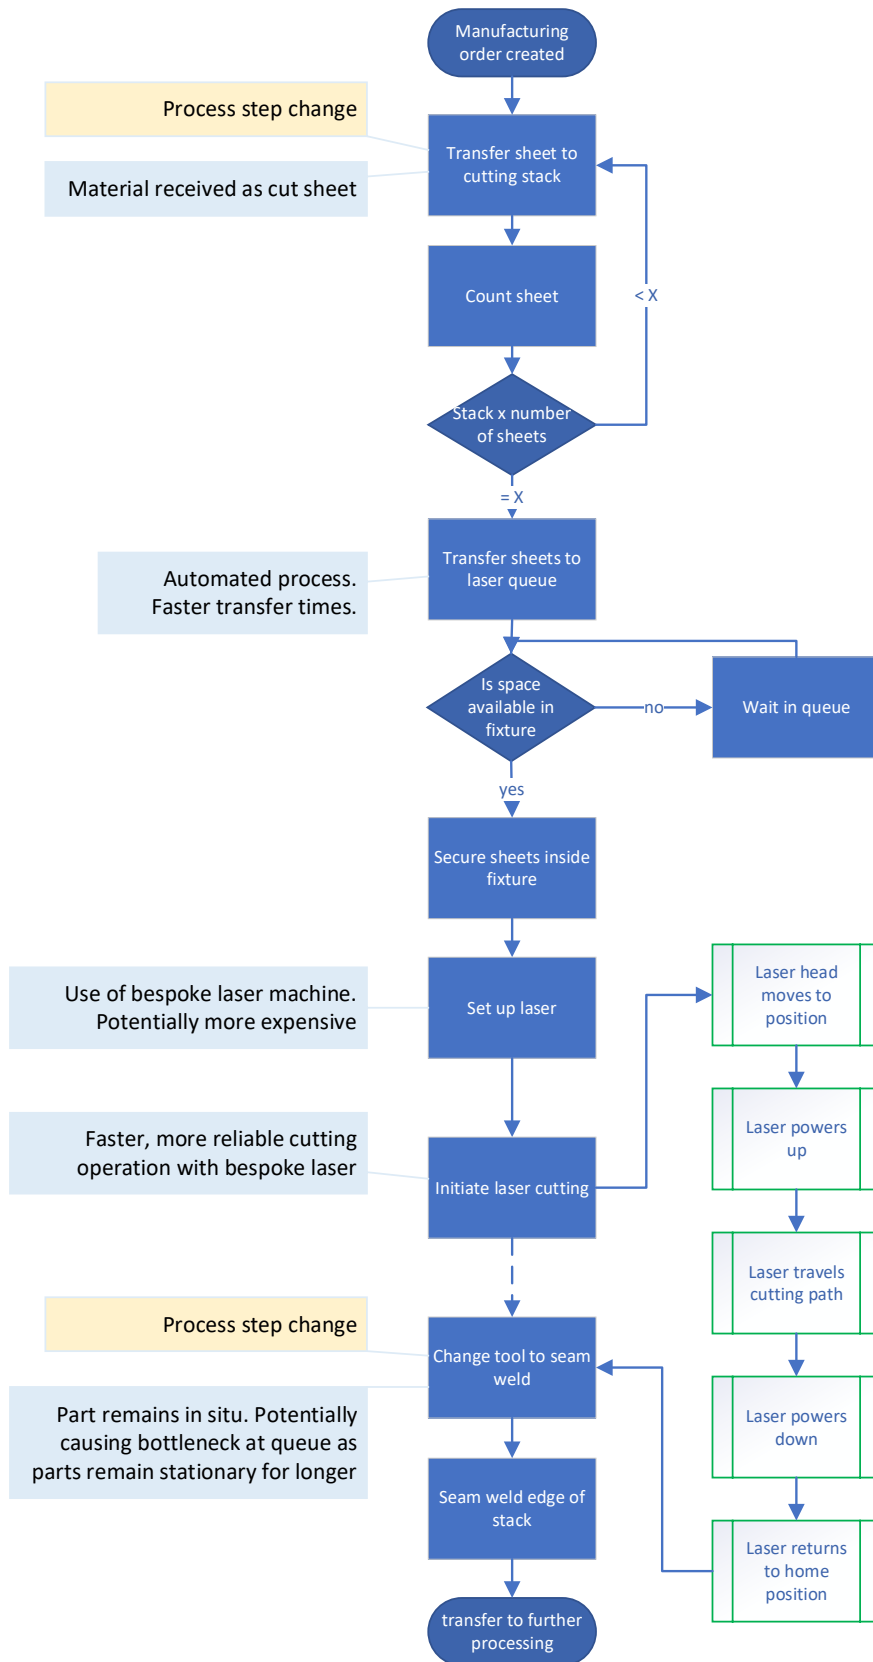 Manufacturing
order created
Process step change
Transfer sheet to
cutting stack
Material received as cut sheet
Count sheet
< X
Stack x number
of sheets
= X
Transfer sheets to
laser queue
Automated process.
Faster transfer times.
Is space
available in
fixture
no
Wait in queue
yes
Secure sheets inside
fixture
Use of bespoke laser machine.
Potentially more expensive
Set up laser
Laser head
moves to
position
Laser powers
up
Faster, more reliable cutting
operation with bespoke laser
Initiate laser cutting
Laser travels
cutting path
Process step change
Change tool to seam
weld
Part remains in situ. Potentially
causing bottleneck at queue as
parts remain stationary for longer
Laser powers
down
Seam weld edge of
stack
Laser returns
to home
position
transfer to further
processing